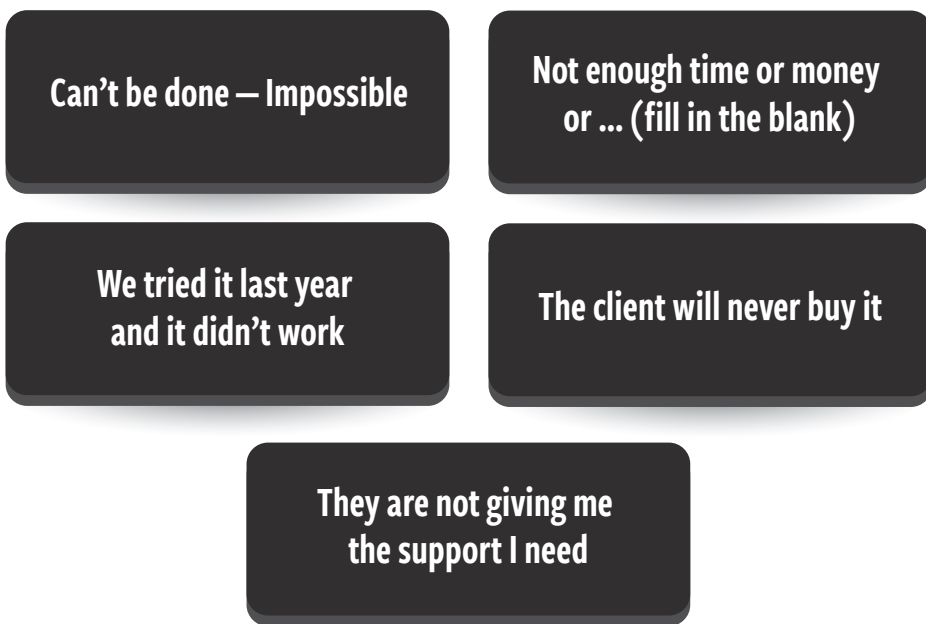 Can’t be done — Impossible
Not enough time or money
or ... (fill in the blank)
We tried it last year
and it didn’t work
The client will never buy it
They are not giving me
the support I need